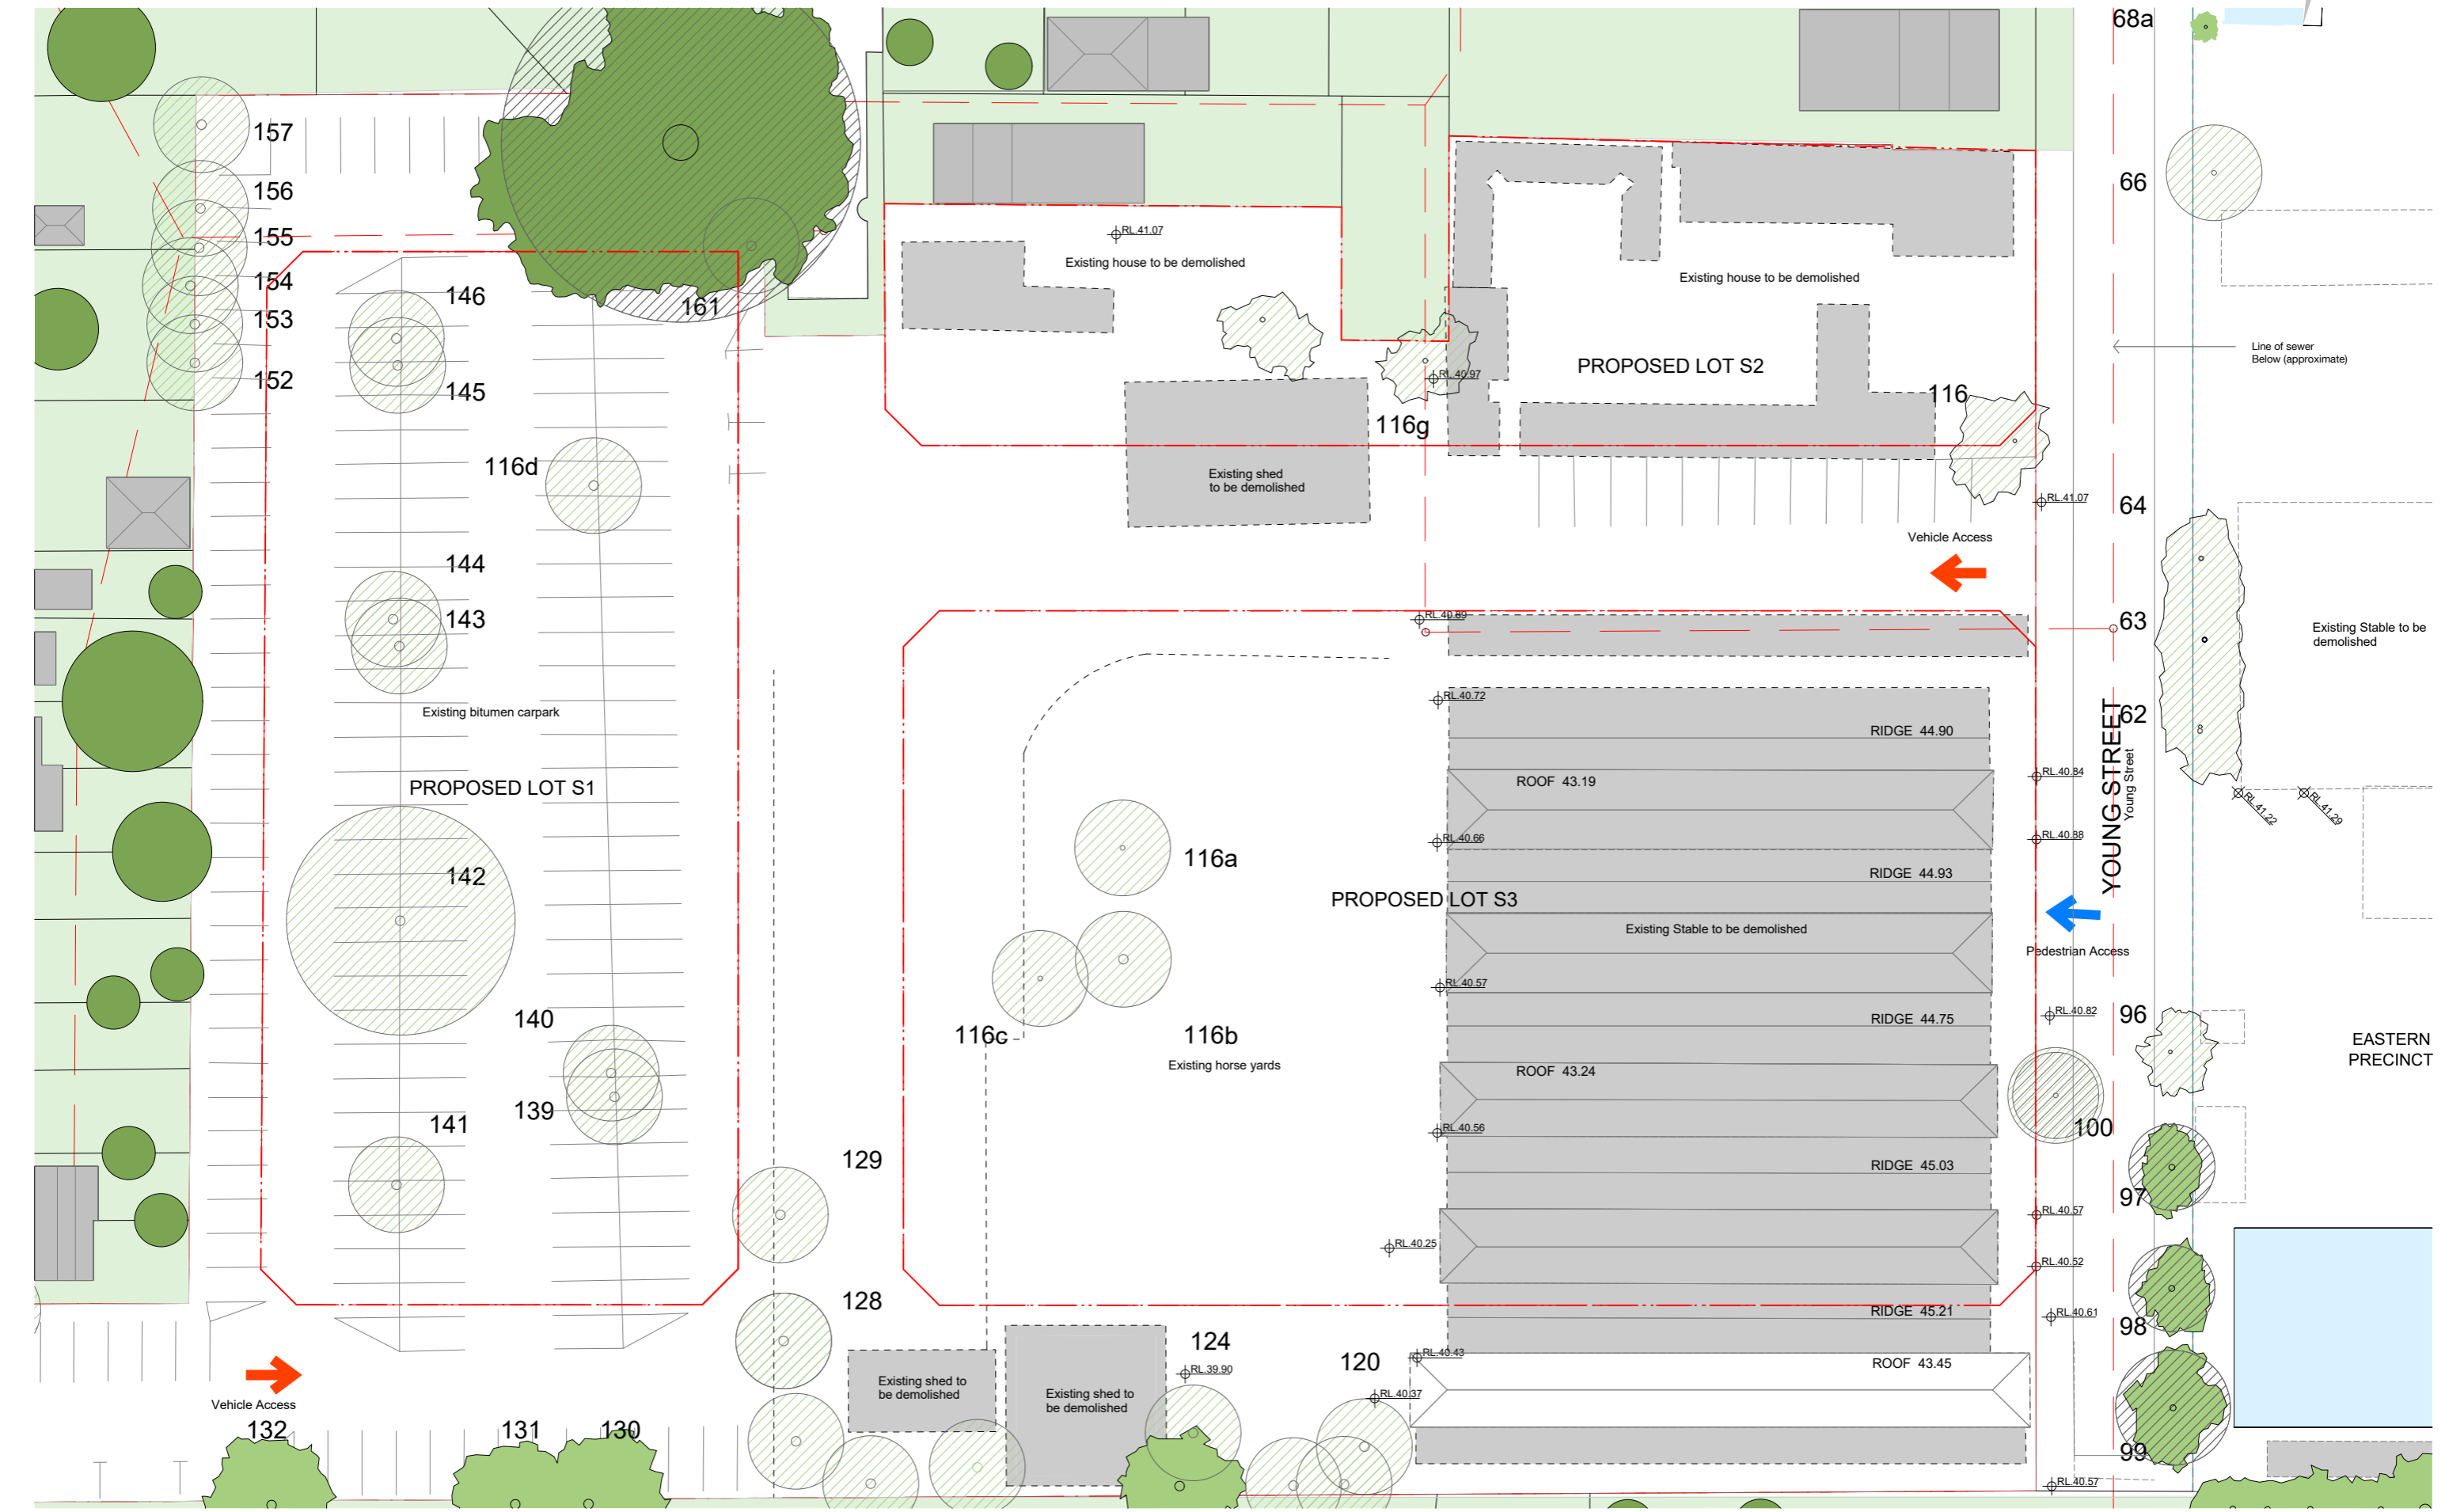 68a
157
66
156
155
RL.41.07
Existing house to be demolished
Existing house to be demolished
154
146
161
153
Line of sewer
Below (approximate)
PROPOSED LOT S2
RL.40.97
152
145
116
116g
116d
Existing shed
to be demolished
RL.41.07
64
Vehicle Access
144
RL.40.89
143
63
Existing Stable to be
demolished
RL.40.72
Existing bitumen carpark
62
YOUNG STREET
Young Street
RIDGE 44.90
RL.40.84
ROOF 43.19
PROPOSED LOT S1
RL.41.22
RL.41.29
RL.40.88
RL.40.66
116a
142
RIDGE 44.93
PROPOSED LOT S3
Existing Stable to be demolished
Pedestrian Access
RL.40.57
RL.40.82
96
140
RIDGE 44.75
116c
116b
EASTERN
PRECINCT
Existing horse yards
ROOF 43.24
139
141
RL.40.56
100
129
RIDGE 45.03
97
RL.40.57
RL.40.25
RL.40.52
128
RIDGE 45.21
RL.40.61
98
124
120
RL.40.43
ROOF 43.45
RL.39.90
Existing shed to
be demolished
Existing shed to
be demolished
RL.40.37
Vehicle Access
132
131
130
99
RL.40.57